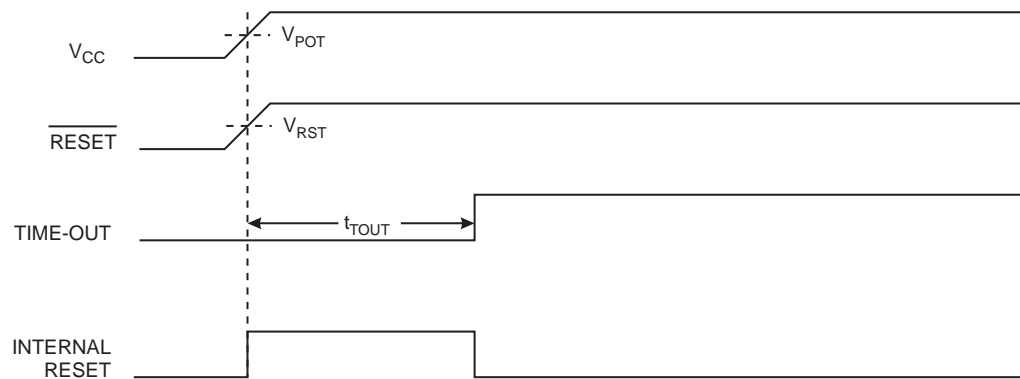 V_CC
V_POT
RESET
V_RST
TIME-OUT
t_TOUT
INTERNAL
RESET